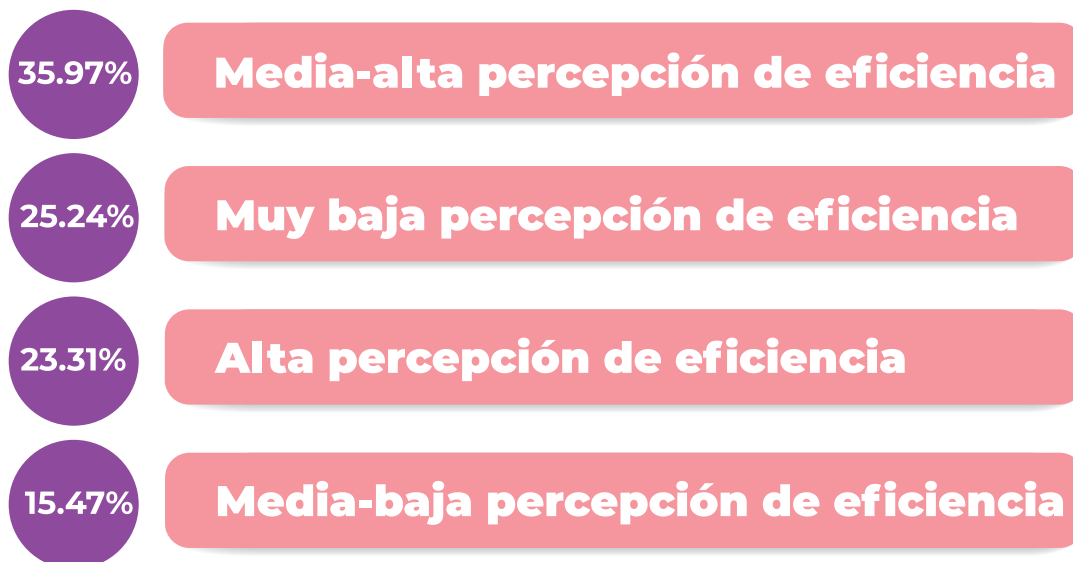 35.97% Media-alta percepción de eficiencia
25.24% Muy baja percepción de eficiencia
23.31% Alta percepción de eficiencia
15.47% Media-baja percepción de eficiencia